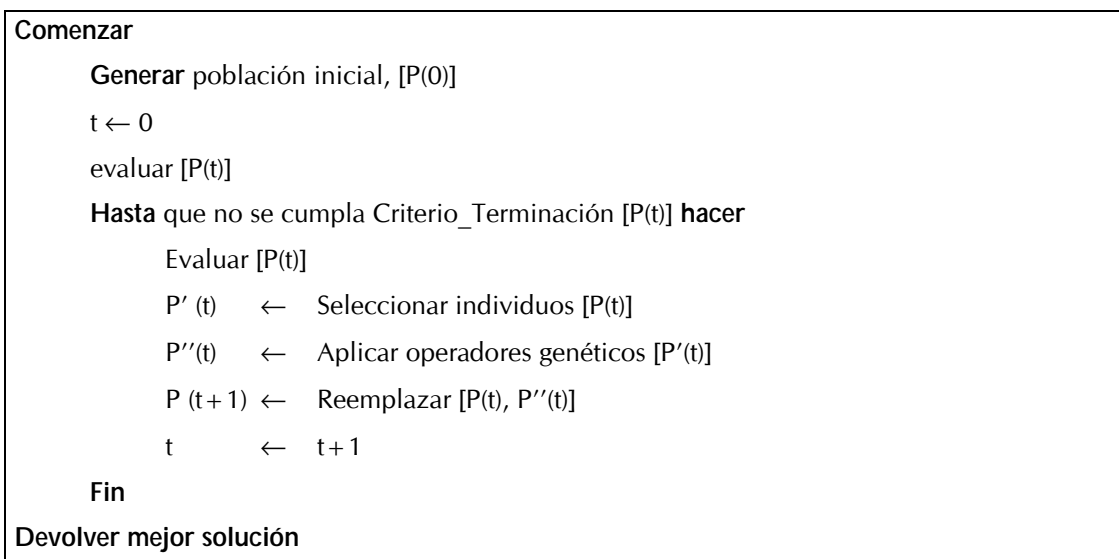 Comenzar
Generar población inicial, [P(0)]
t ← 0
evaluar [P(t)]
Hasta que no se cumpla Criterio_Terminación [P(t)] hacer
Evaluar [P(t)]
P' (t) ← Seleccionar individuos [P(t)]
P''(t) ← Aplicar operadores genéticos [P'(t)]
P (t+1) ← Reemplazar [P(t), P''(t)]
t ← t+1
Fin
Devolver mejor solución